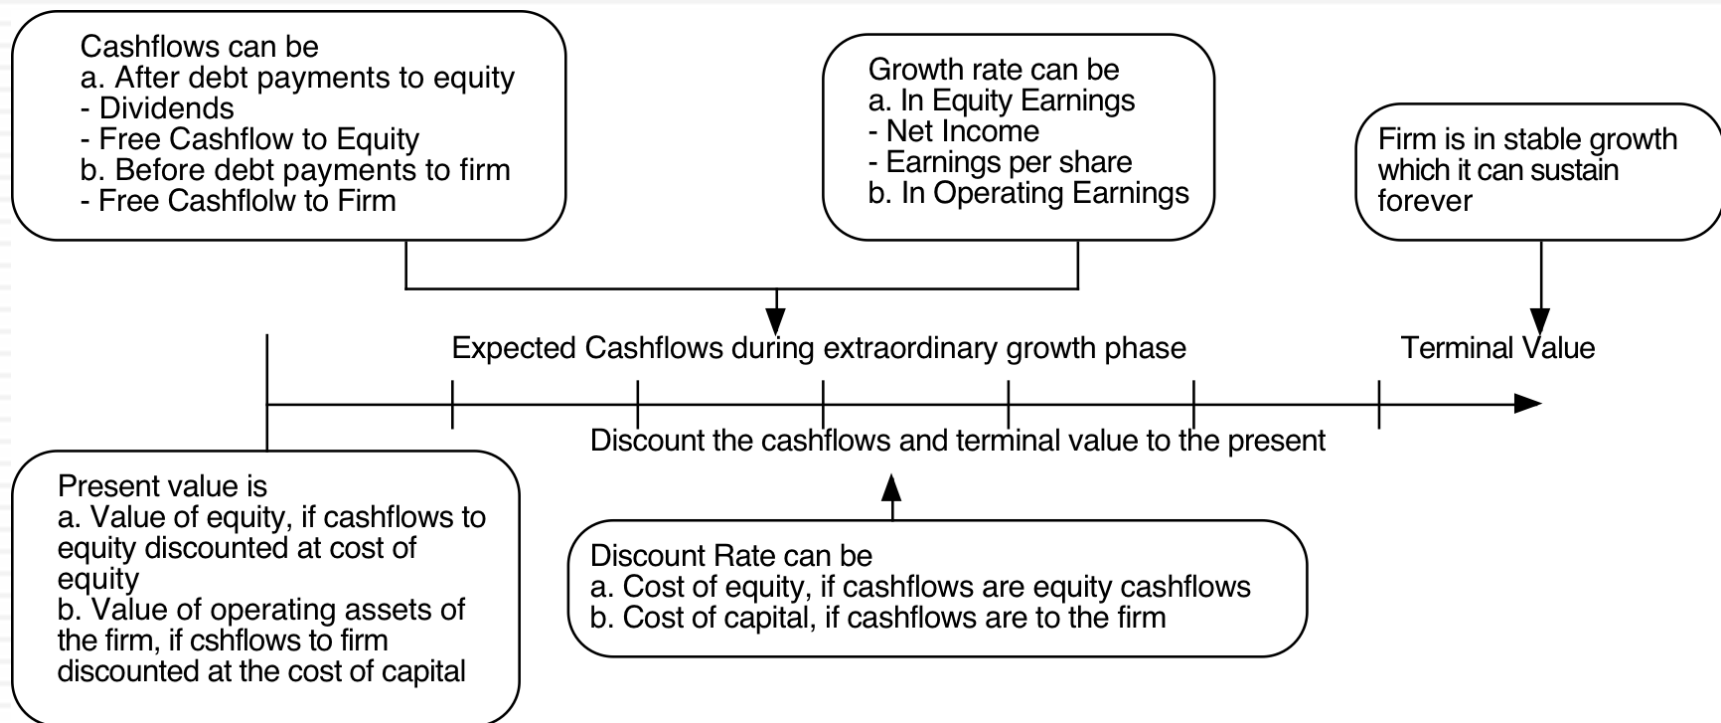 Cashflows can be
a. After debt payments to equity
- Dividends
- Free Cashflow to Equity
b. Before debt payments to firm
- Free Cashflolw to Firm
Growth rate can be
a. In Equity Earnings
- Net Income
- Earnings per share
b. In Operating Earnings
Firm is in stable growth
which it can sustain
forever
Expected Cashflows during extraordinary growth phase
Terminal Value
Discount the cashflows and terminal value to the present
Present value is
a. Value of equity, if cashflows to
equity discounted at cost of
equity
b. Value of operating assets of
the firm, if cshflows to firm
discounted at the cost of capital
Discount Rate can be
a. Cost of equity, if cashflows are equity cashflows
b. Cost of capital, if cashflows are to the firm